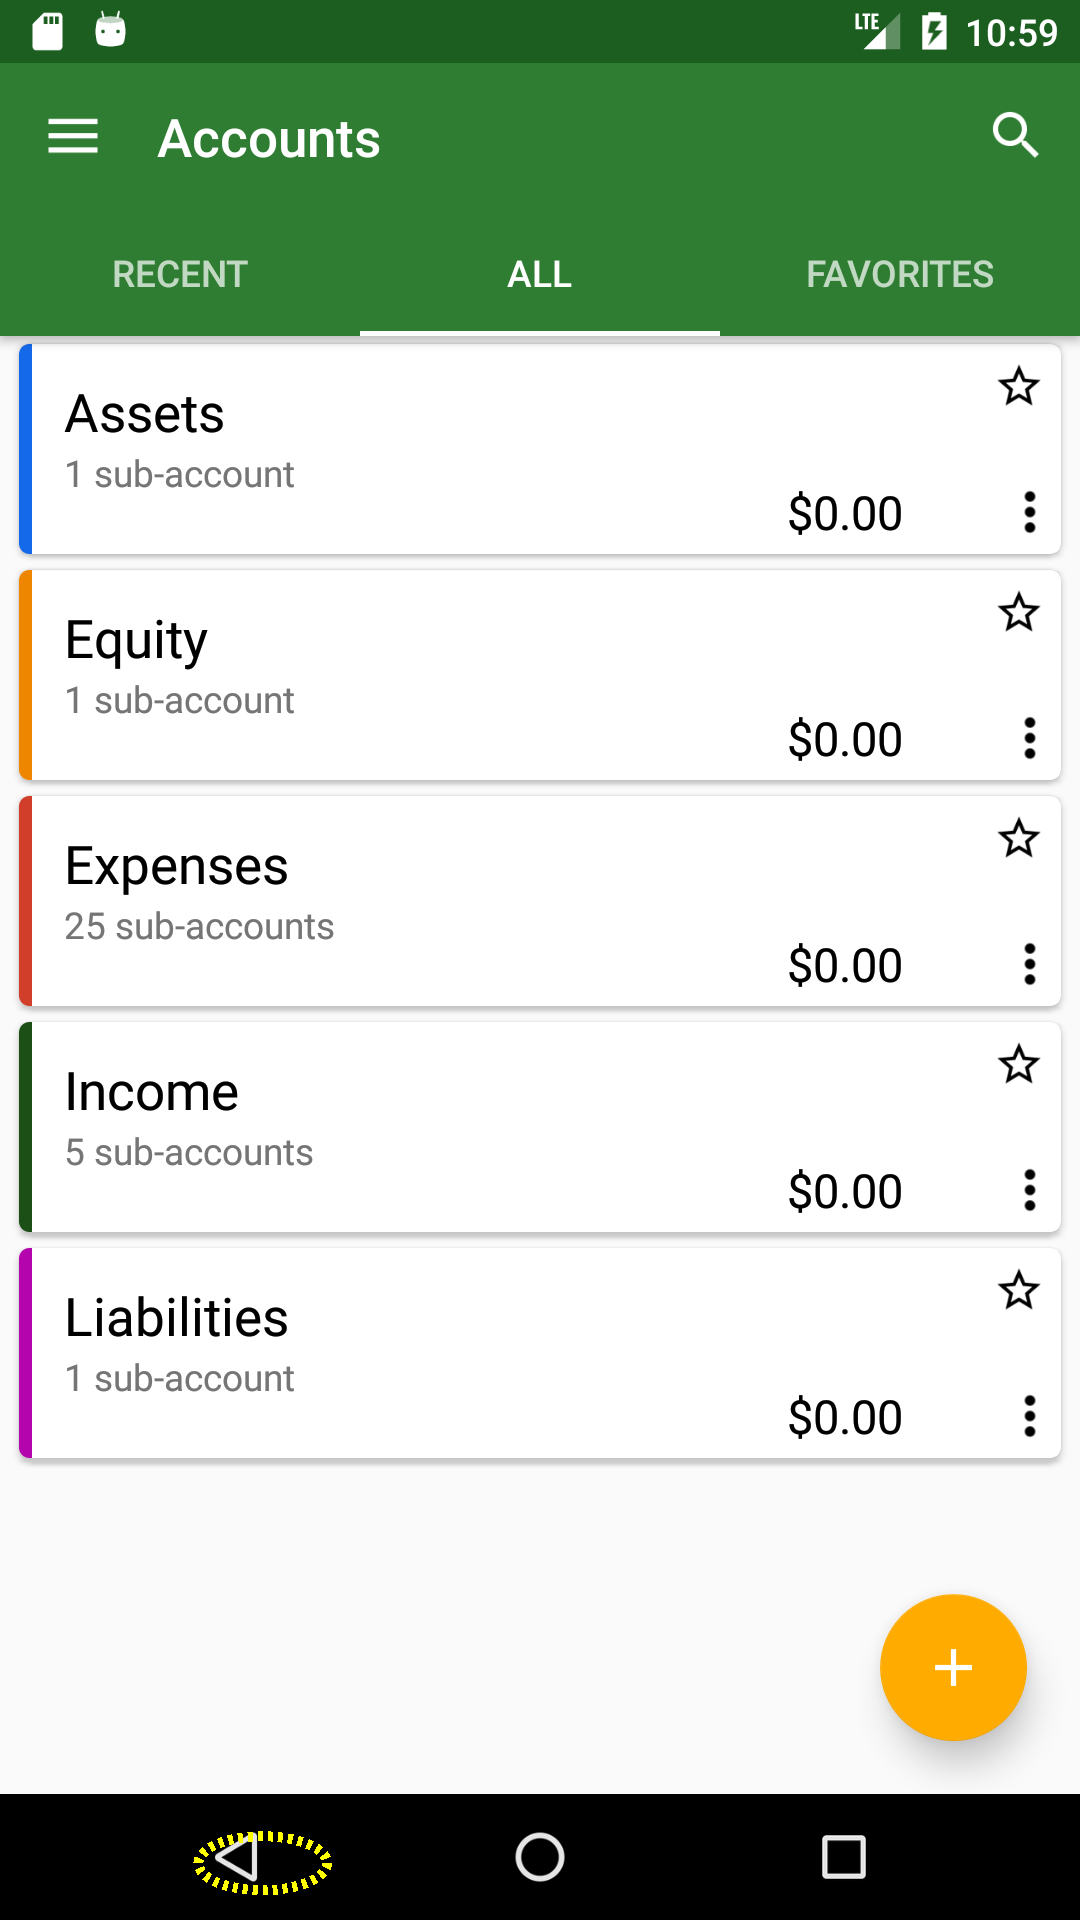 LTE 10:59
Accounts
RECENT ALL FAVORITES
Assets
1 sub-account
$0.00
Equity
1 sub-account
$0.00
Expenses
25 sub-accounts
$0.00
Income
5 sub-accounts
$0.00
Liabilities
1 sub-account
$0.00